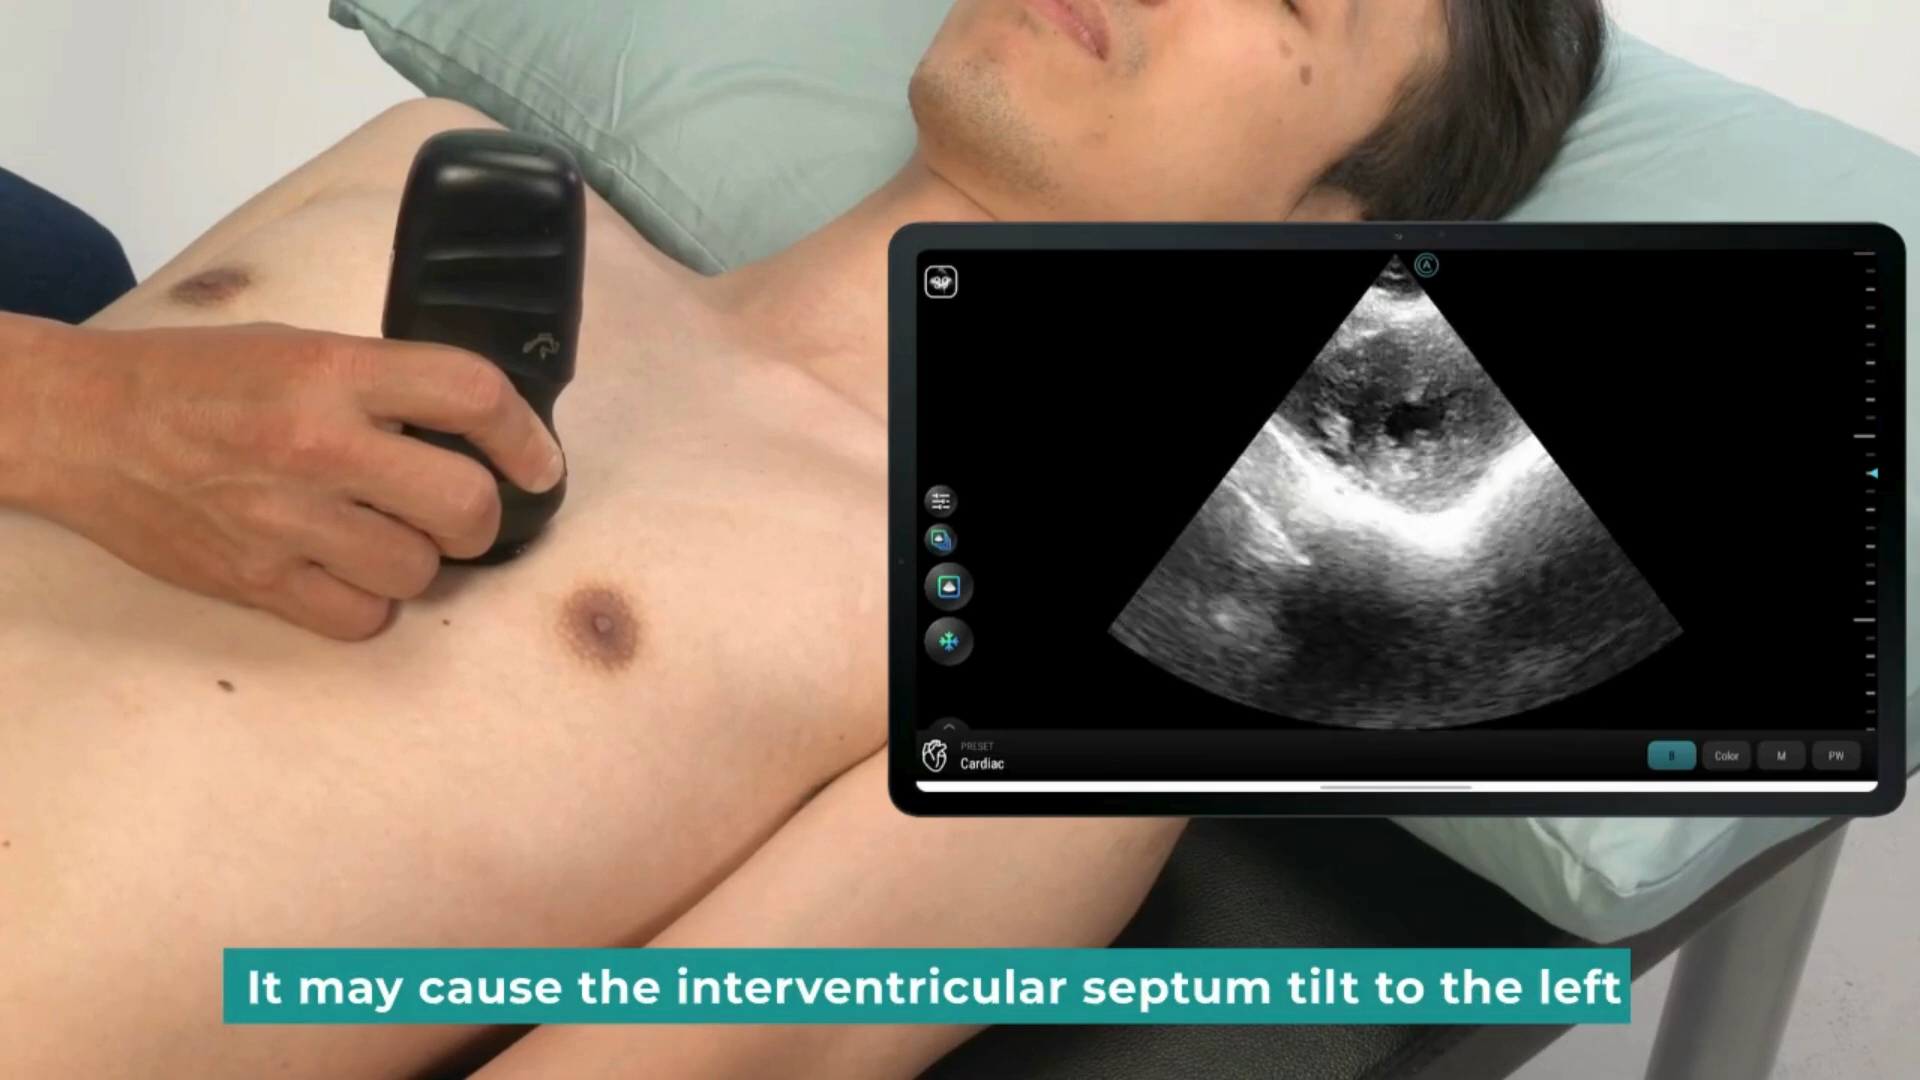 A
PRESET
Cardiac
B
Color
M
PW
It may cause the interventricular septum tilt to the left